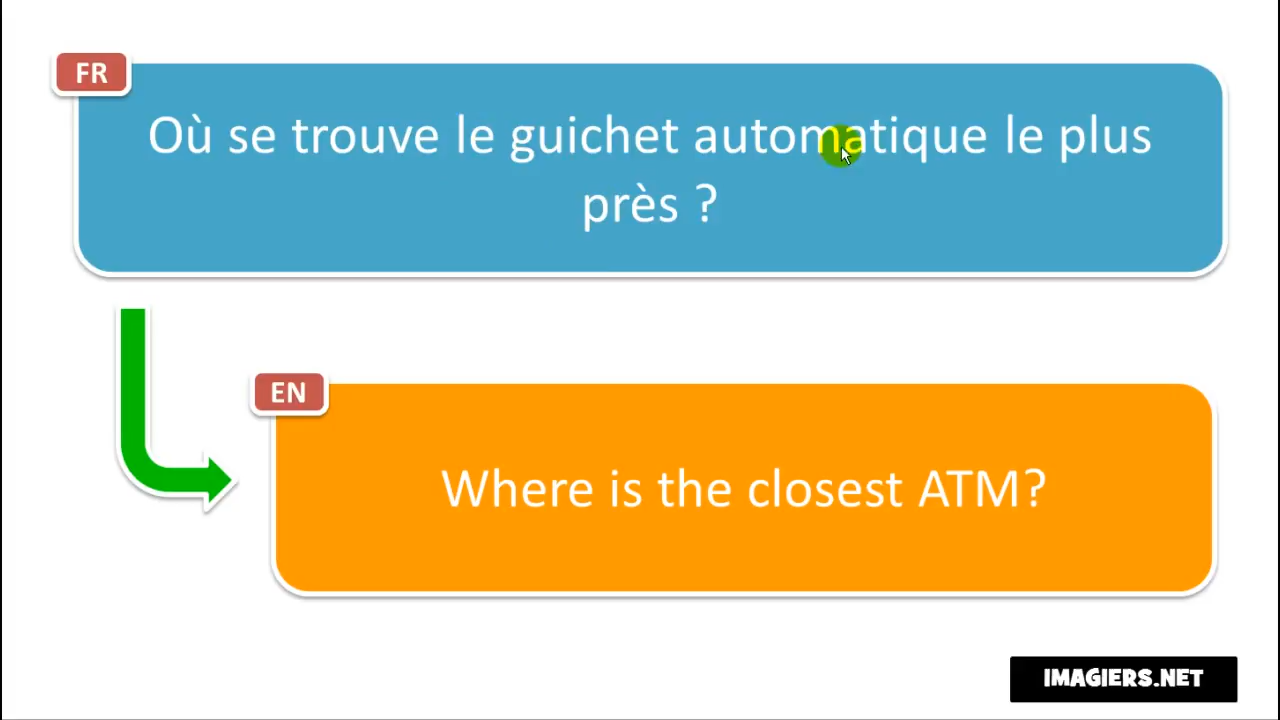 FR
Où se trouve le guichet automatique le plus
près ?
EN
Where is the closest ATM?
IMAGIERS.NET